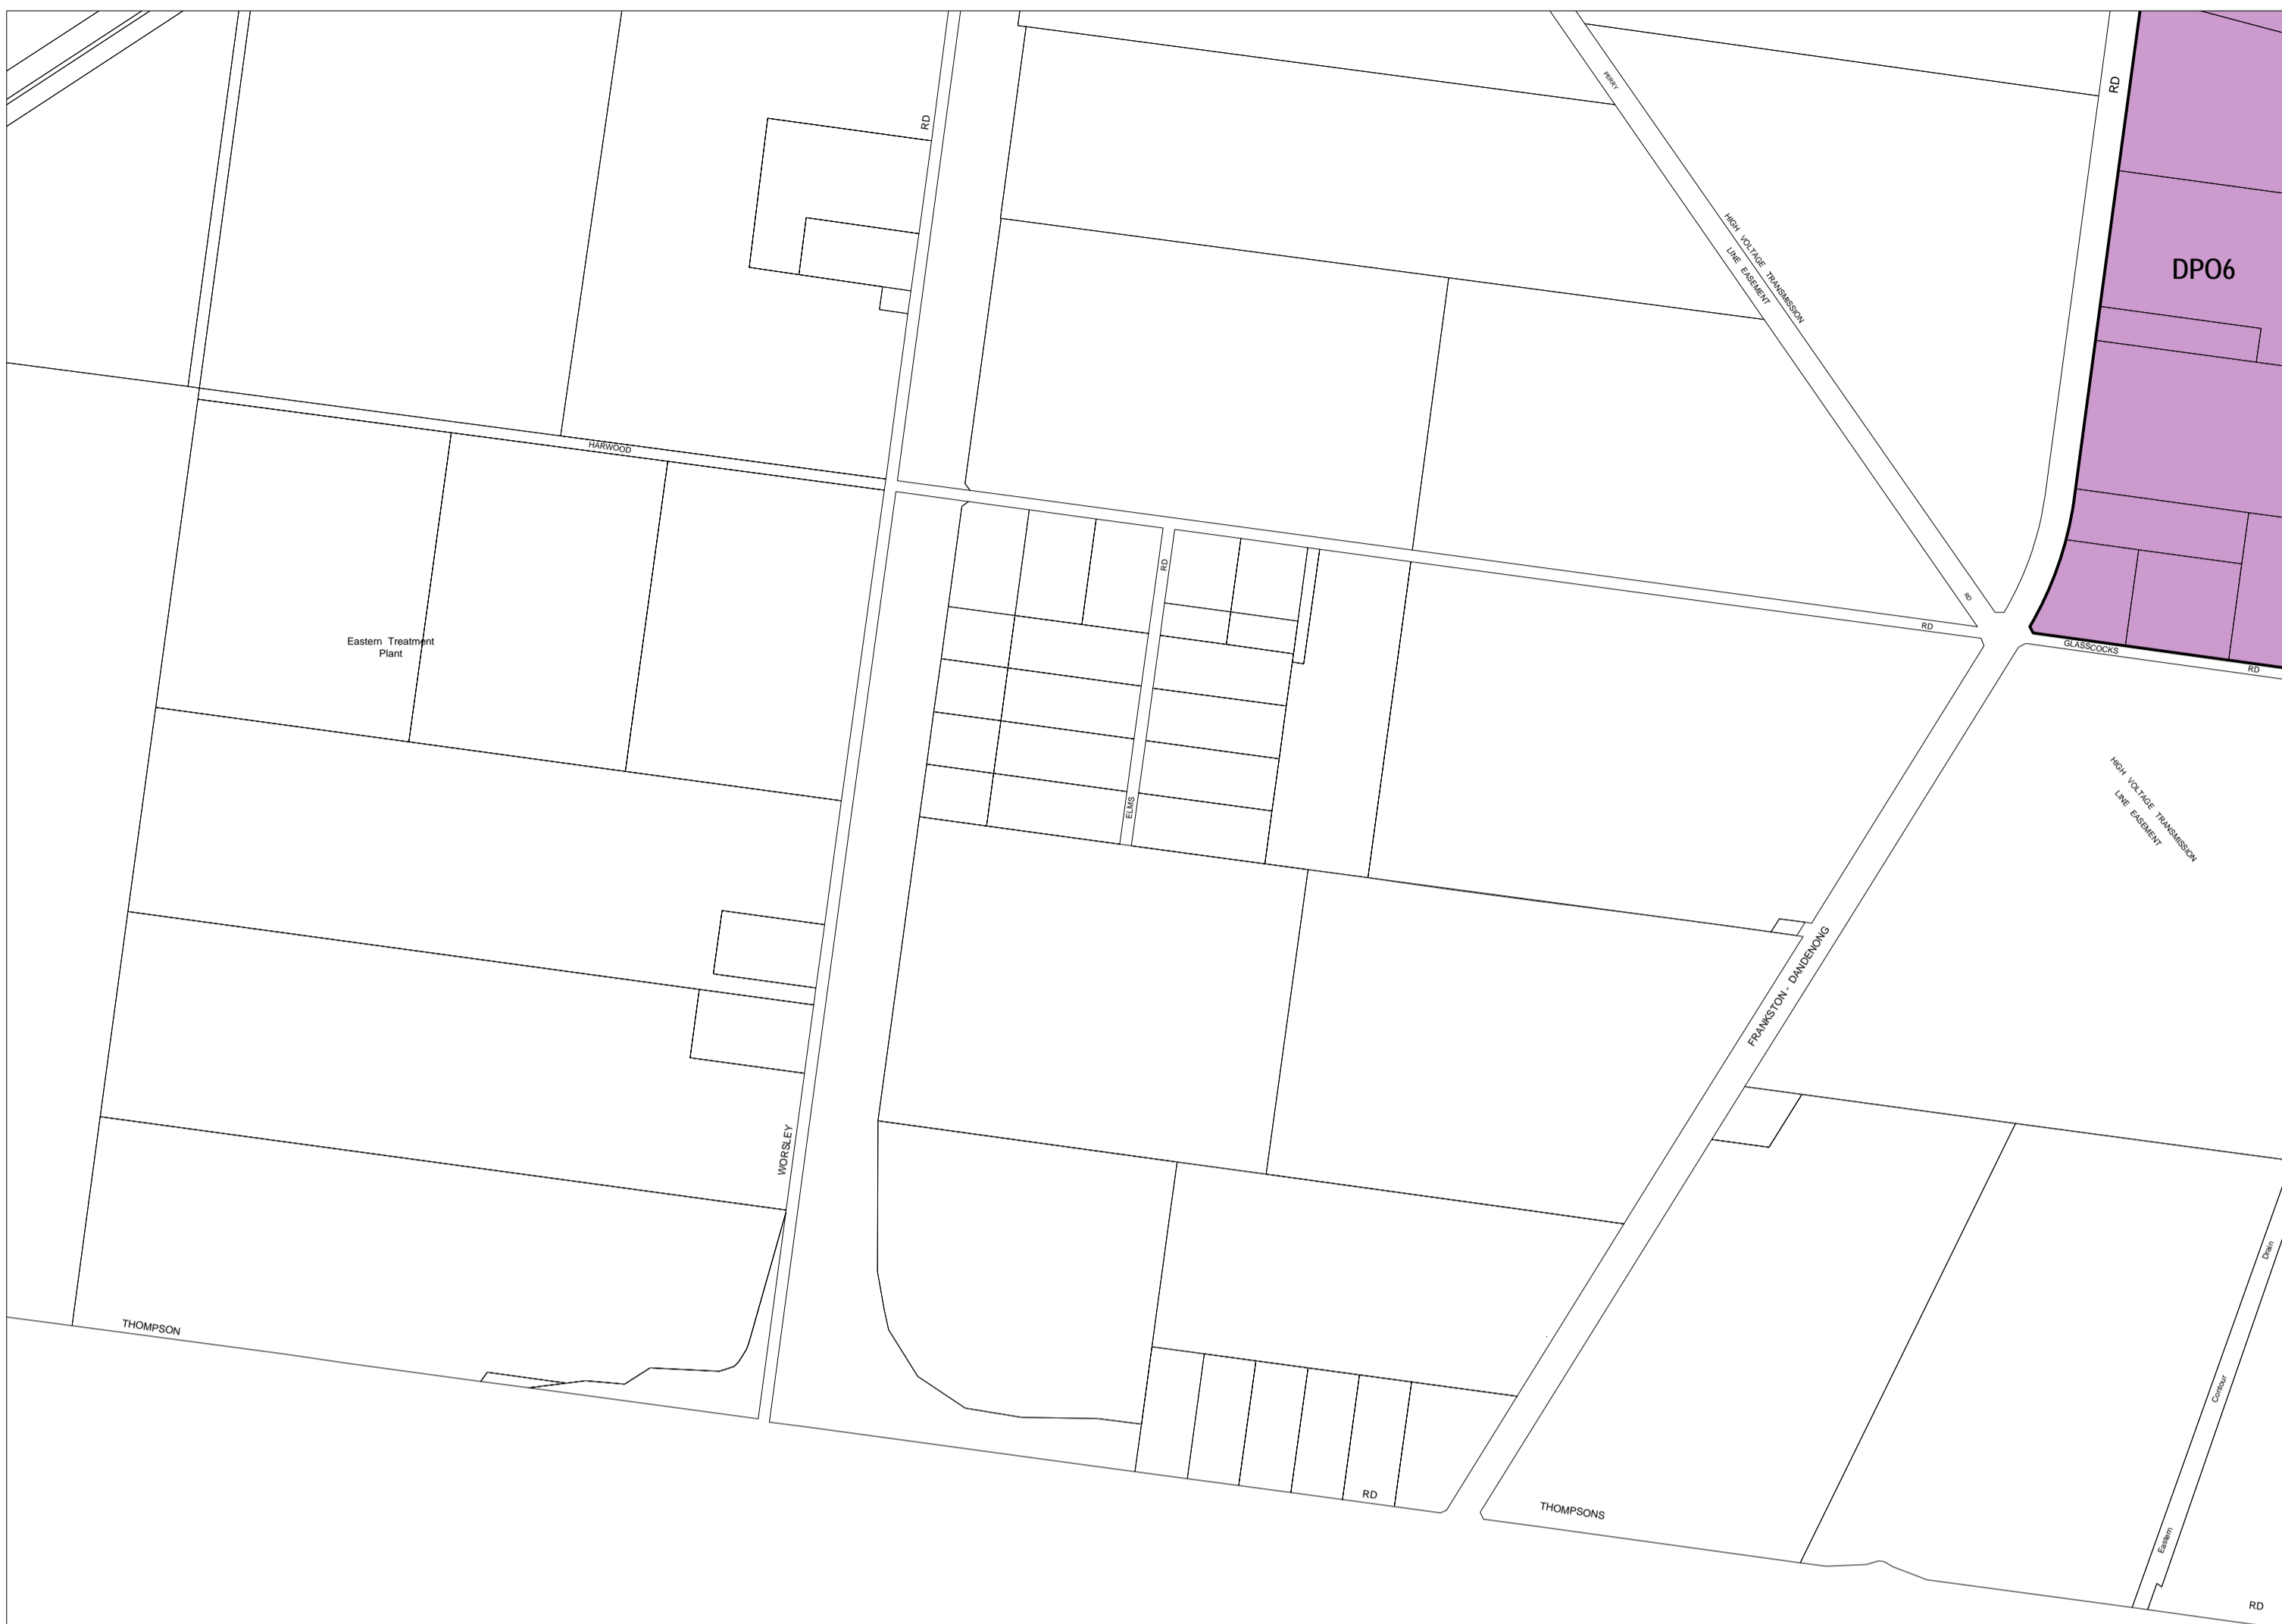 RD
PERRY
RD
HIGH VOLTAGE TRANSMISSION
LINE EASEMENT
DPO6
HARWOOD
RD
RD
RD
GLASSCOCKS
RD
Eastern Treatment
Plant
ELMS
HIGH VOLTAGE TRANSMISSION
LINE EASEMENT
FRANKSTON - DANDENONG
WORSLEY
Drain
Contour
Eastern
THOMPSON
RD
THOMPSONS
RD